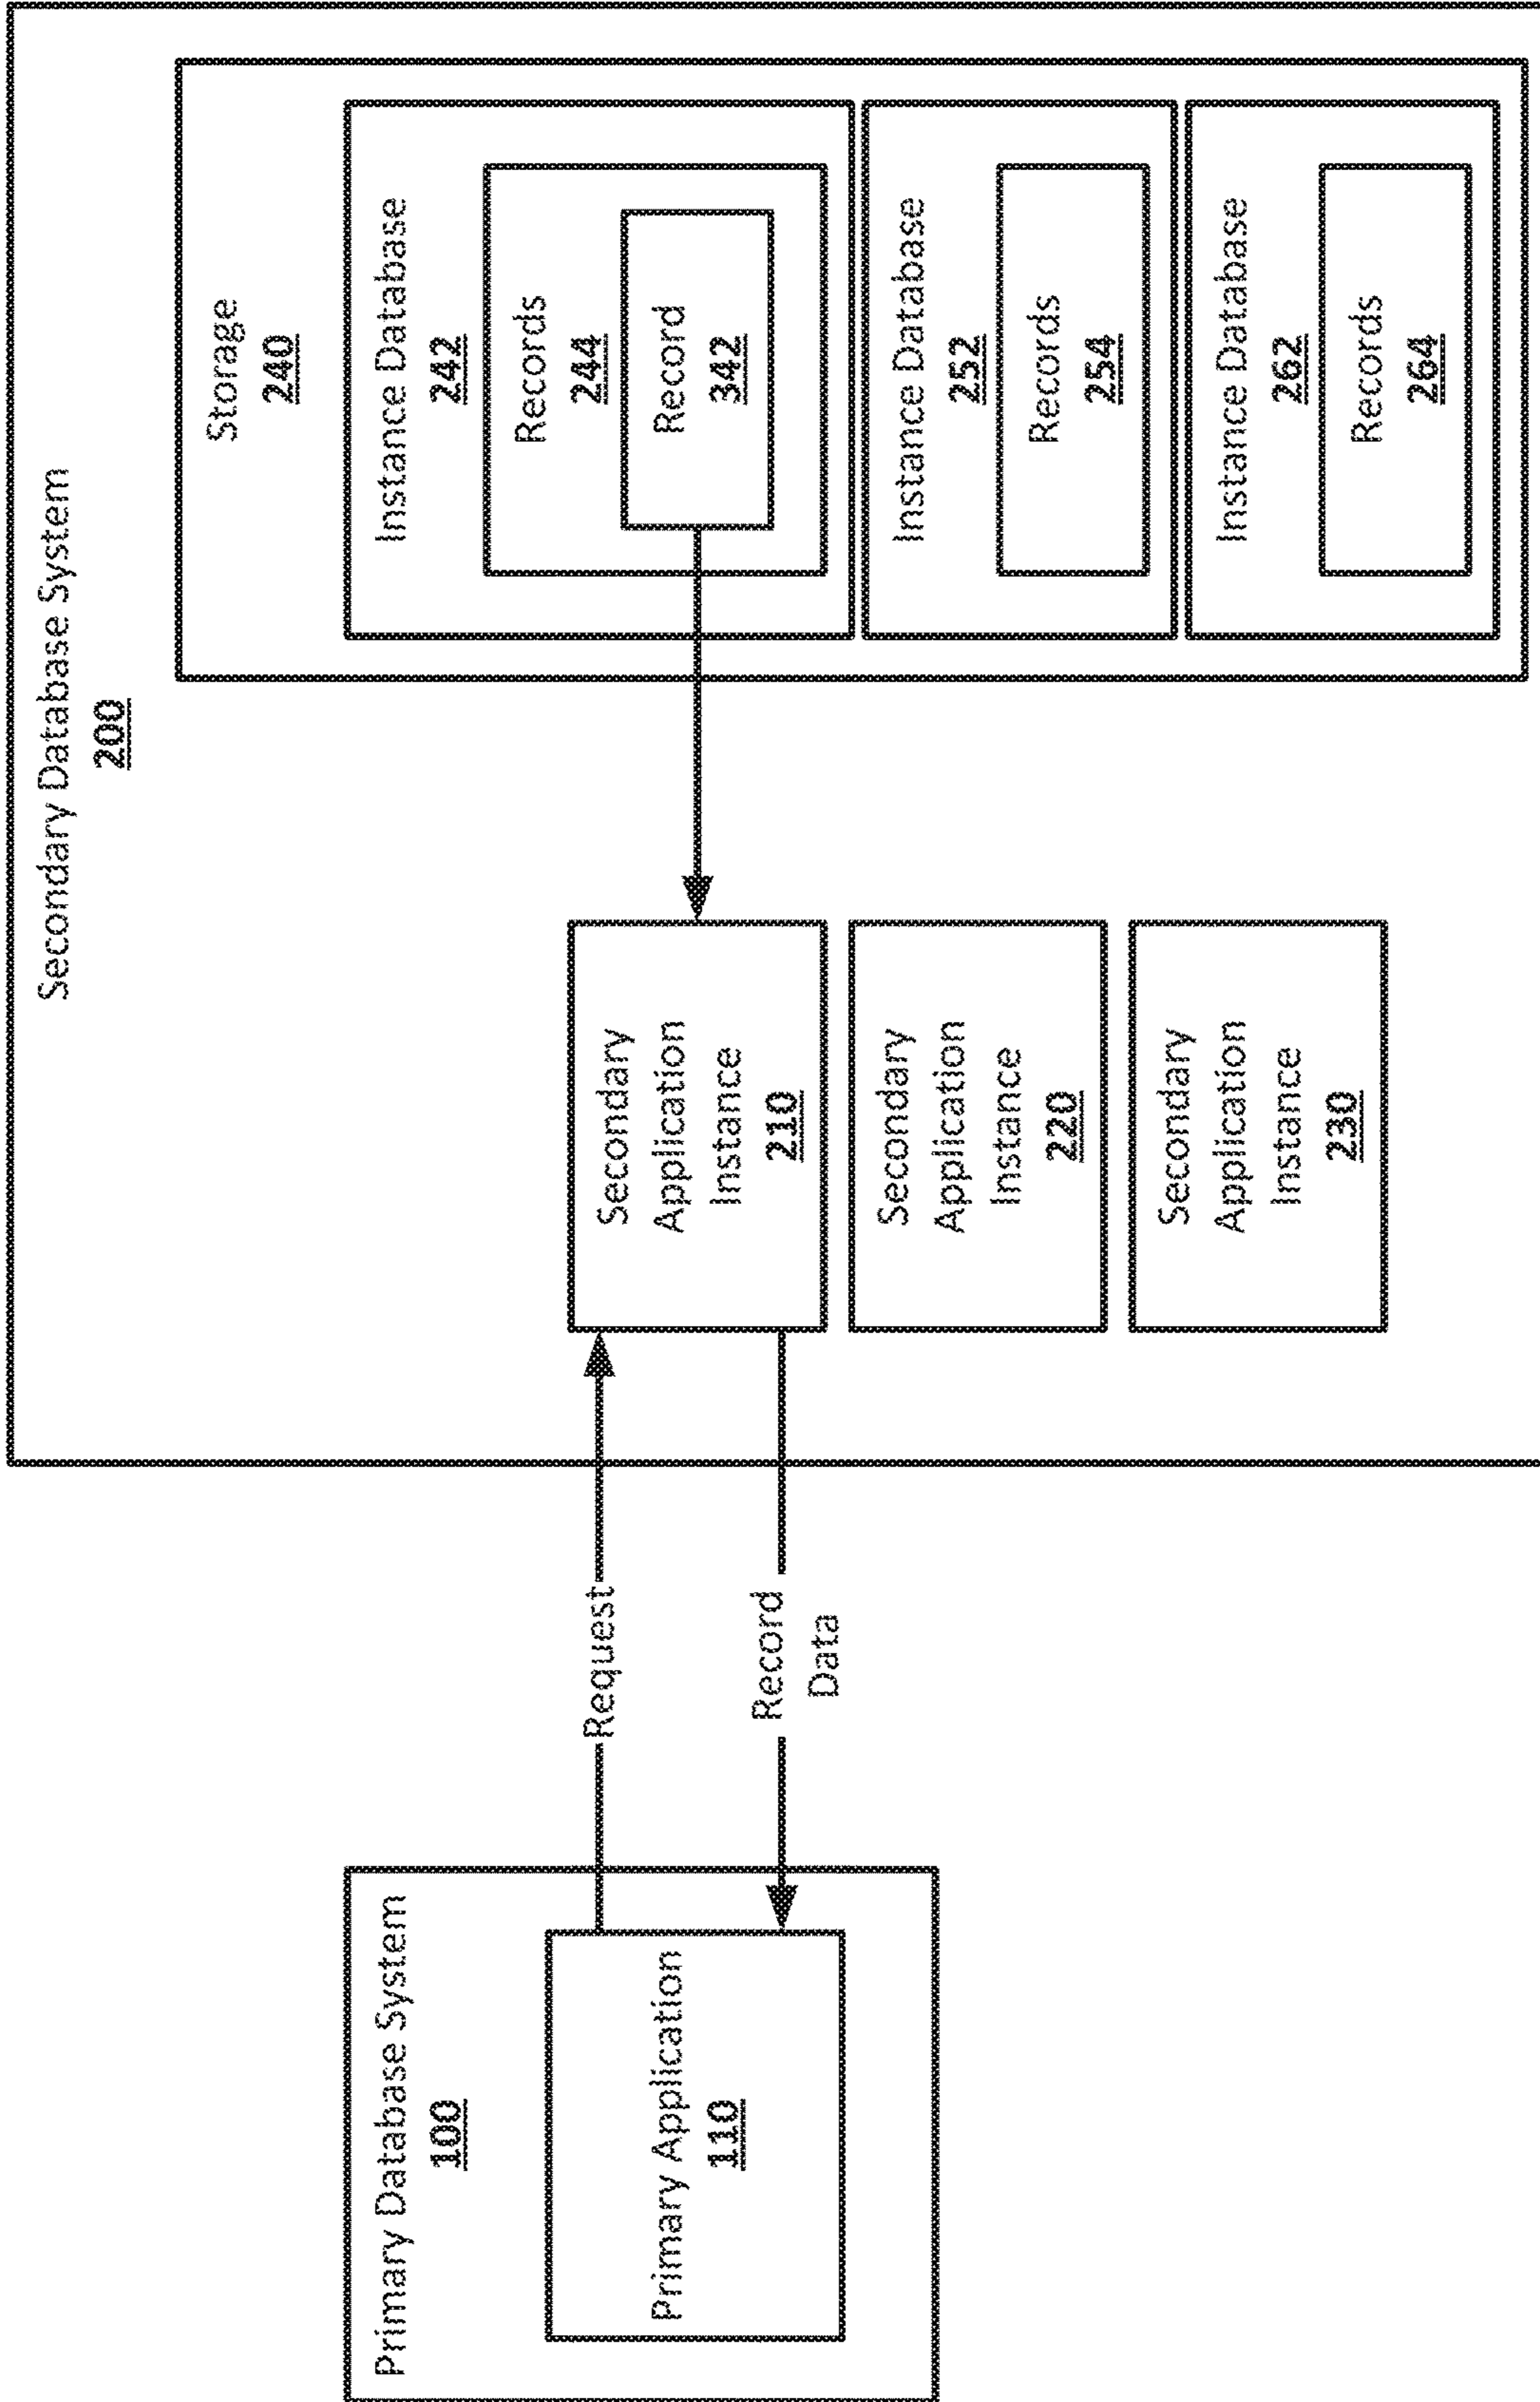 Primary Database System
100
Primary Application
110
Request
Record
Data
Secondary Database System
200
Secondary
Application
Instance
210
Secondary
Application
Instance
220
Secondary
Application
Instance
230
Storage
240
Instance Database
242
Records
244
Record
342
Instance Database
252
Records
254
Instance Database
262
Records
264